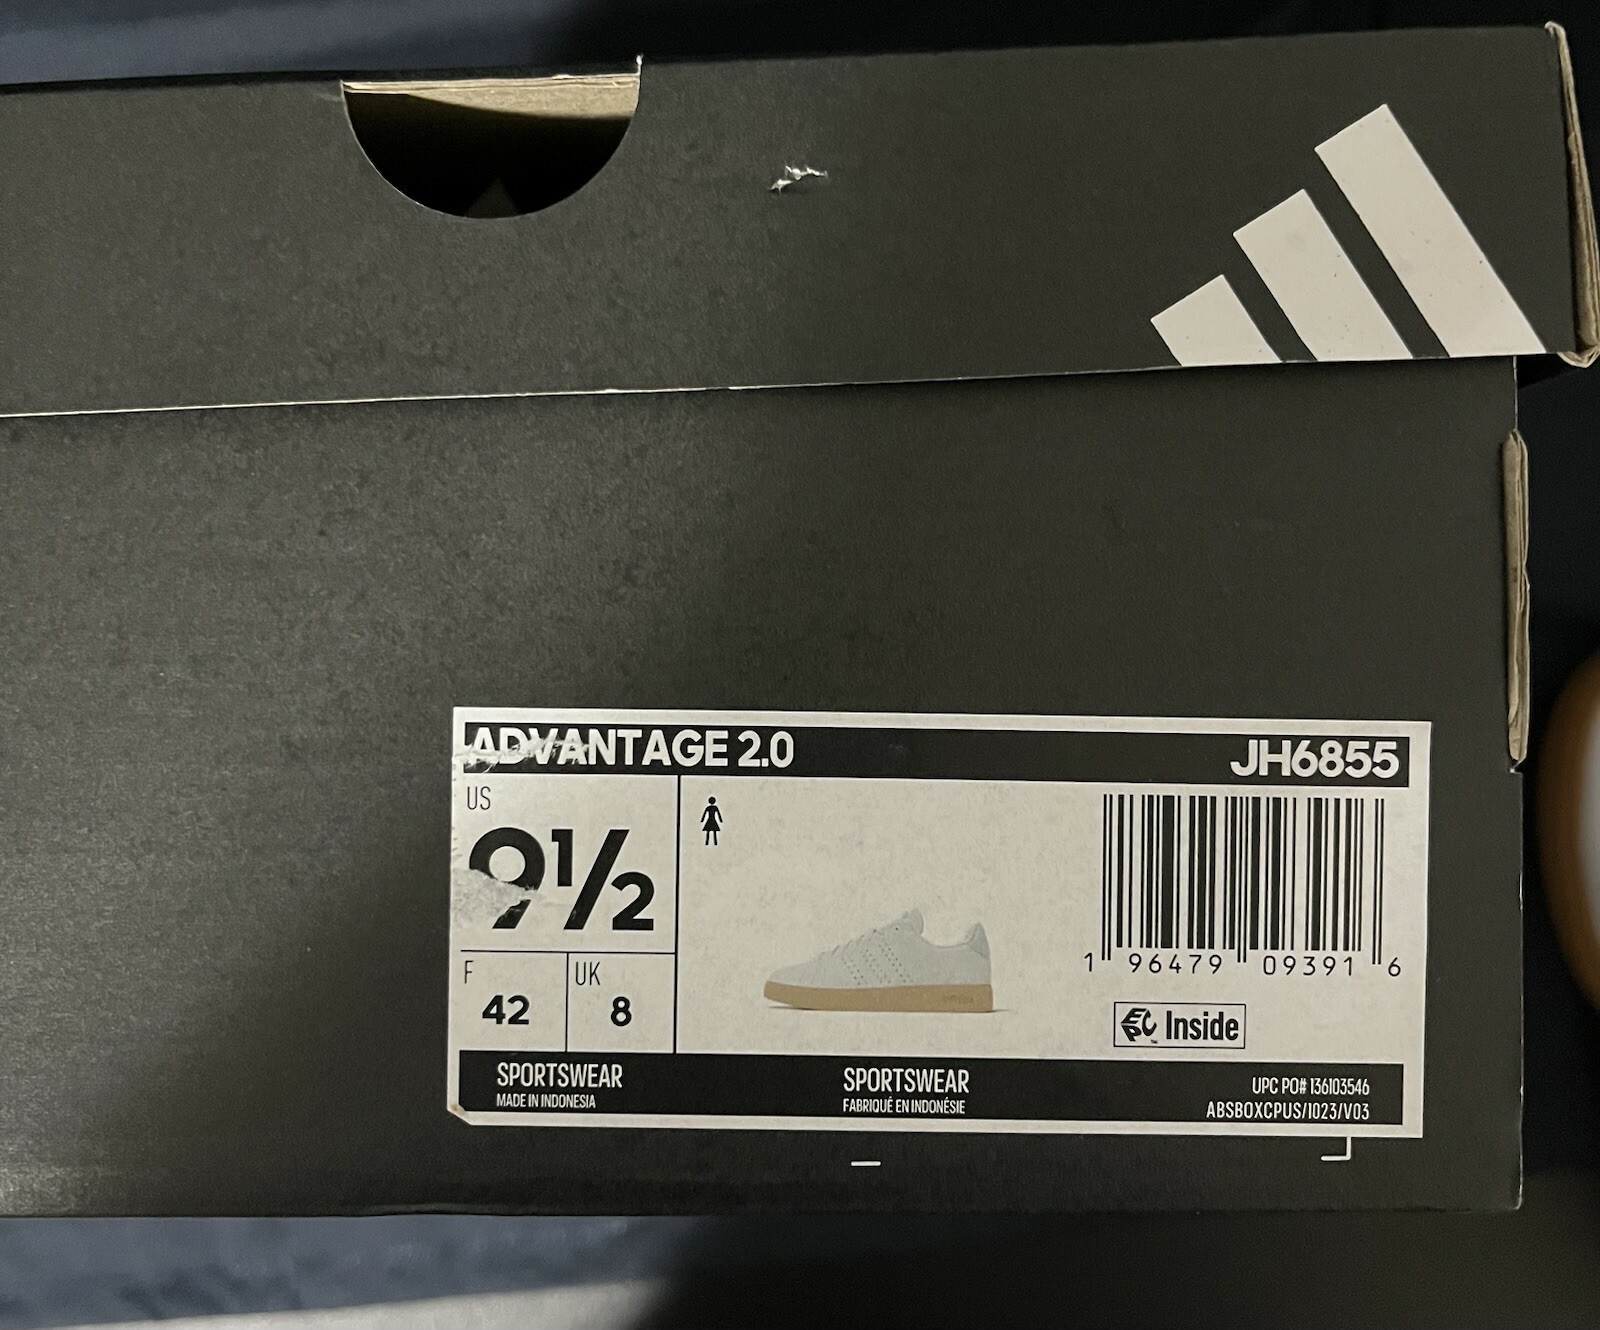 ADVANTAGE 2.0 JH6855
US
9½
F
42
UK
8
1 96479 09391 6
EPC Inside
SPORTSWEAR
MADE IN INDONESIA
SPORTSWEAR
FABRIQUÉ EN INDONÉSIE
UPC PO# 136103546
ABSBOXCPUS/1023/V03